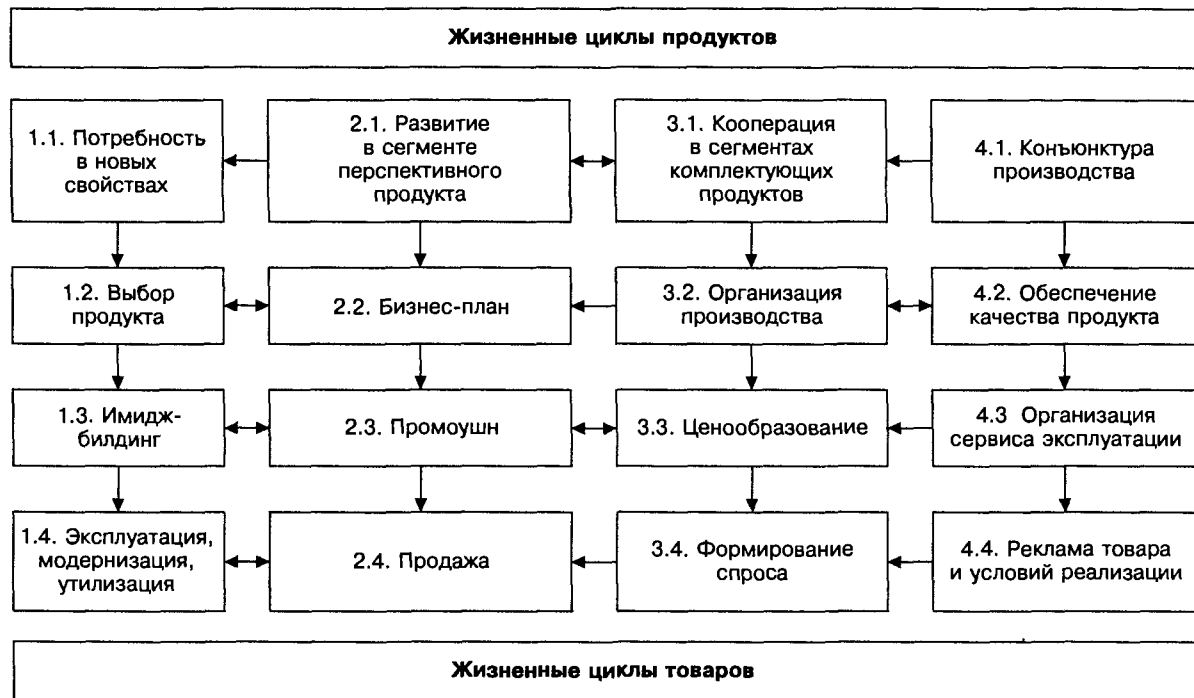 Жизненные циклы продуктов
1.1. Потребность
в новых
свойствах
2.1. Развитие
в сегменте
перспективного
продукта
3.1. Кооперация
в сегментах
комплектующих
продуктов
4.1. Конъюнктура
производства
1.2. Выбор
продукта
2.2. Бизнес-план
3.2. Организация
производства
4.2. Обеспечение
качества продукта
1.3. Имидж-
билдинг
2.3. Промоушн
3.3. Ценообразование
4.3 Организация
сервиса эксплуатации
1.4. Эксплуатация,
модернизация,
утилизация
2.4. Продажа
3.4. Формирование
спроса
4.4. Реклама товара
и условий реализации
Жизненные циклы товаров